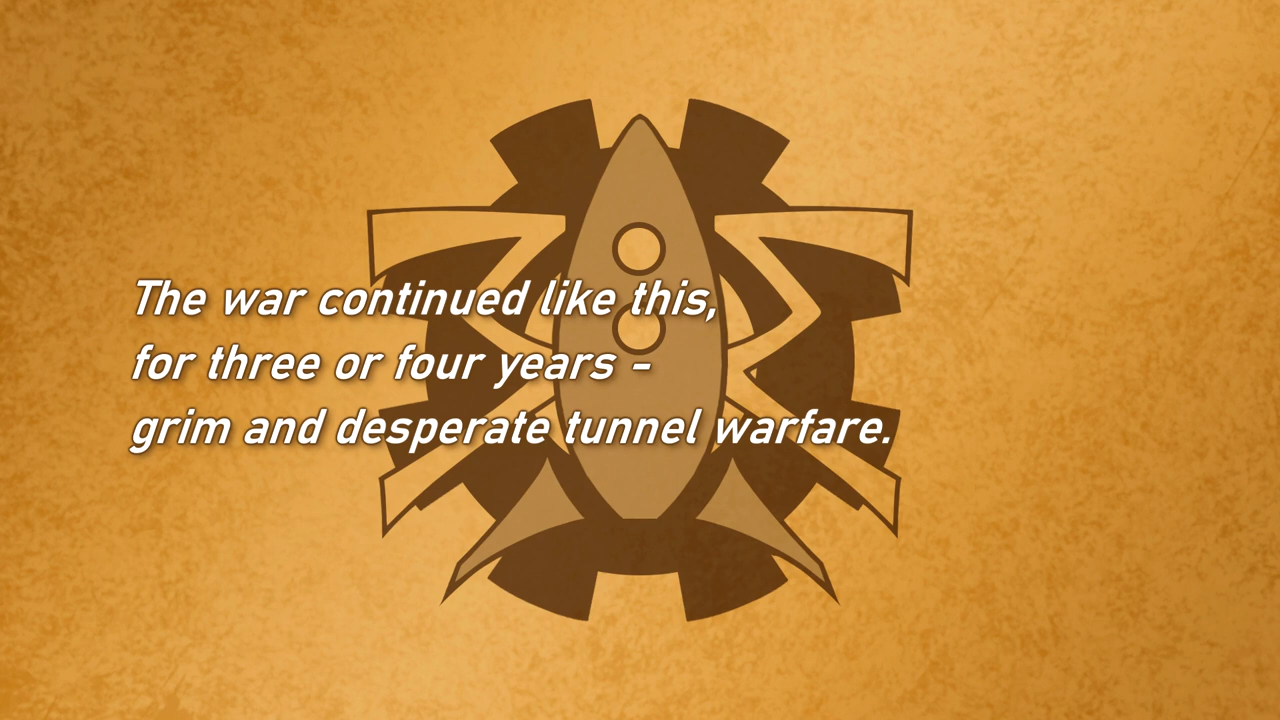 The war continued like this,
for three or four years -
grim and desperate tunnel warfare.